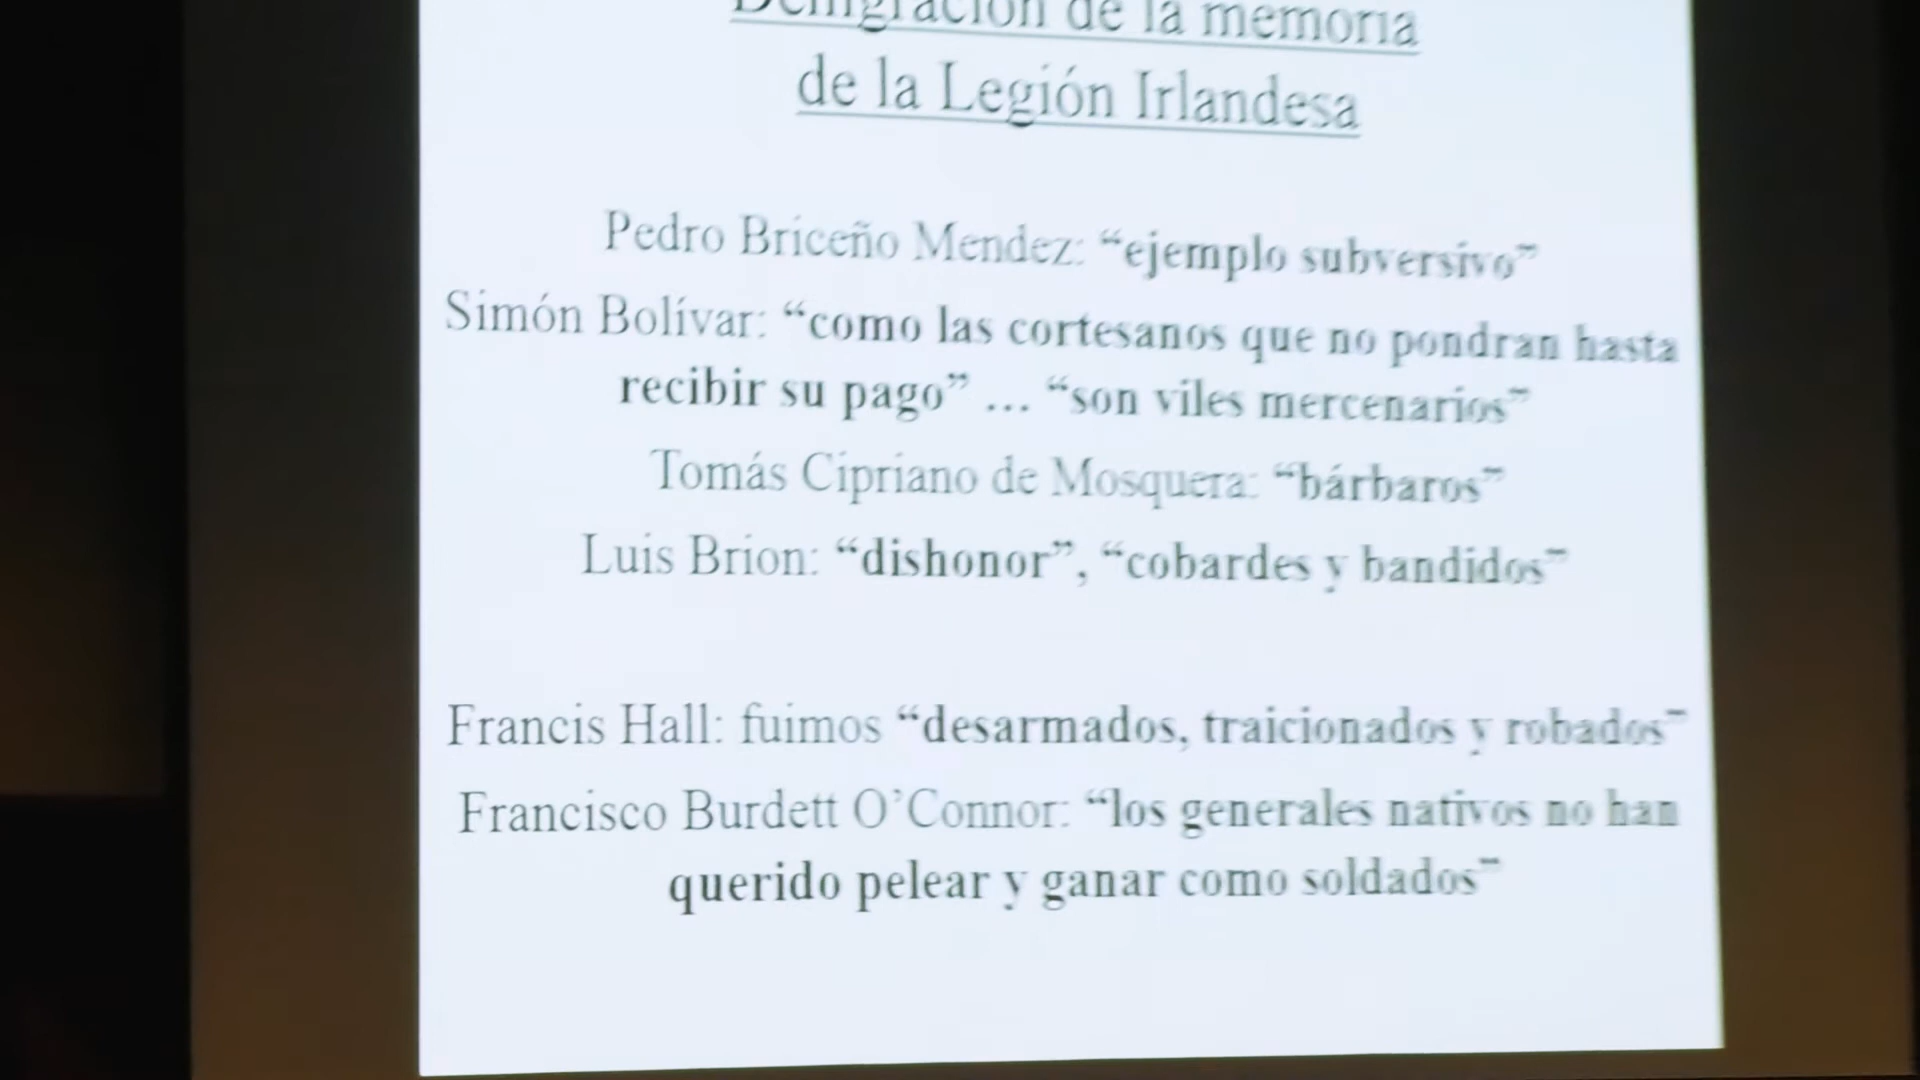 Denigración de la memoria
de la Legión Irlandesa
Pedro Briceño Mendez: “ejemplo subversivo”
Simón Bolívar: “como las cortesanos que no pondran hasta
recibir su pago” ... “son viles mercenarios”
Tomás Cipriano de Mosquera: “bárbaros”
Luis Brion: “dishonor”, “cobardes y bandidos”
Francis Hall: fuimos “desarmados, traicionados y robados”
Francisco Burdett O’Connor: “los generales nativos no han
querido pelear y ganar como soldados”